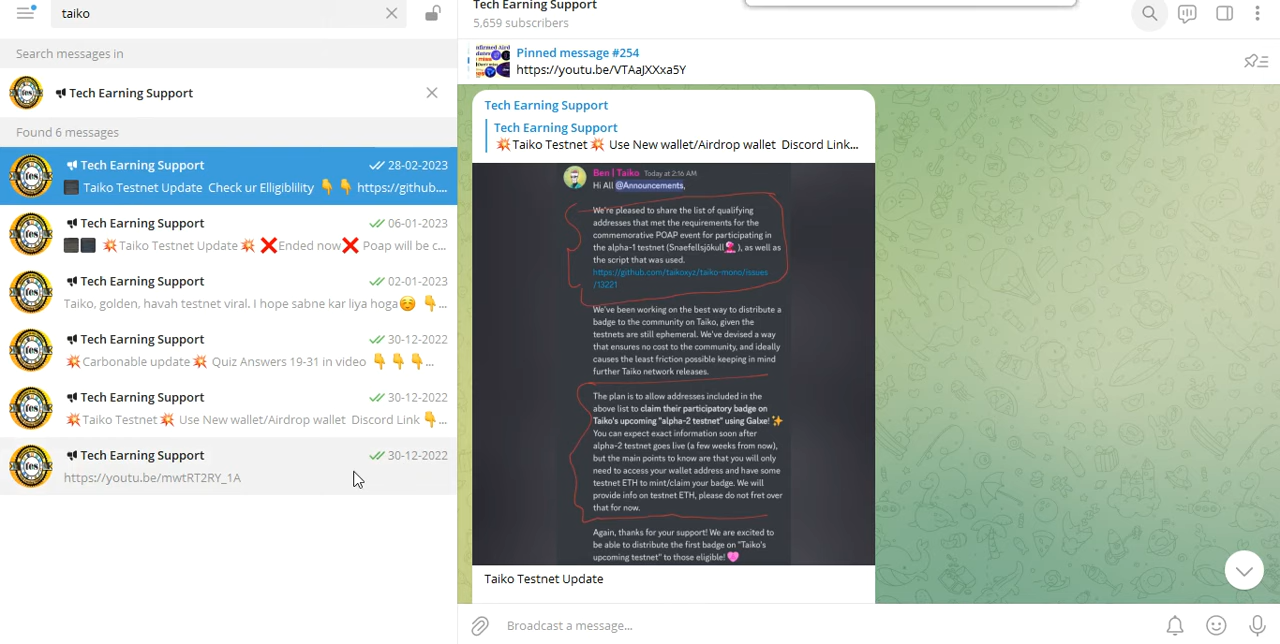 taiko
Search messages in
Tech Earning Support
Found 6 messages
Tech Earning Support 28-02-2023
Taiko Testnet Update Check ur Elligiblility 👇 👇 https://github....
Tech Earning Support 06-01-2023
💥Taiko Testnet Update💥 ❌Ended now❌ Poap will be c...
Tech Earning Support 02-01-2023
Taiko, golden, havah testnet viral. I hope sabne kar liya hoga☺️ 👇...
Tech Earning Support 30-12-2022
💥Carbonable update💥 Quiz Answers 19-31 in video 👇 👇 👇...
Tech Earning Support 30-12-2022
💥Taiko Testnet💥 Use New wallet/Airdrop wallet Discord Link👇...
Tech Earning Support 30-12-2022
https://youtu.be/mwtRT2RY_1A
Tech Earning Support
5,659 subscribers
Pinned message #254
https://youtu.be/VTAaJXXxa5Y
Tech Earning Support
Tech Earning Support
💥Taiko Testnet💥 Use New wallet/Airdrop wallet Discord Link...
Ben | Taiko Today at 2:16 AM
Hi All @Announcements,
We're pleased to share the list of qualifying
addresses that met the requirements for the
commemorative POAP event for participating in
the alpha-1 testnet (Snaefellsjökull), as well as
the script that was used.
https://github.com/taikoxyz/taiko-mono/issues
/13221
We've been working on the best way to distribute a
badge to the community on Taiko, given the
testnets are still ephemeral. We've devised a way
that ensures no cost to the community, and ideally
causes the least friction possible keeping in mind
further Taiko network releases.
The plan is to allow addresses included in the
above list to claim their participatory badge on
Taiko's upcoming "alpha-2 testnet" using Galxe! ✨
You can expect exact information soon after
alpha-2 testnet goes live (a few weeks from now),
but the main points to know are that you will only
need to access your wallet address and have some
testnet ETH to mint/claim your badge. We will
provide info on testnet ETH, please do not fret over
that for now.
Again, thanks for your support! We are excited to
be able to distribute the first badge on "Taiko's
upcoming testnet" to those eligible! 💗
Taiko Testnet Update
Broadcast a message...